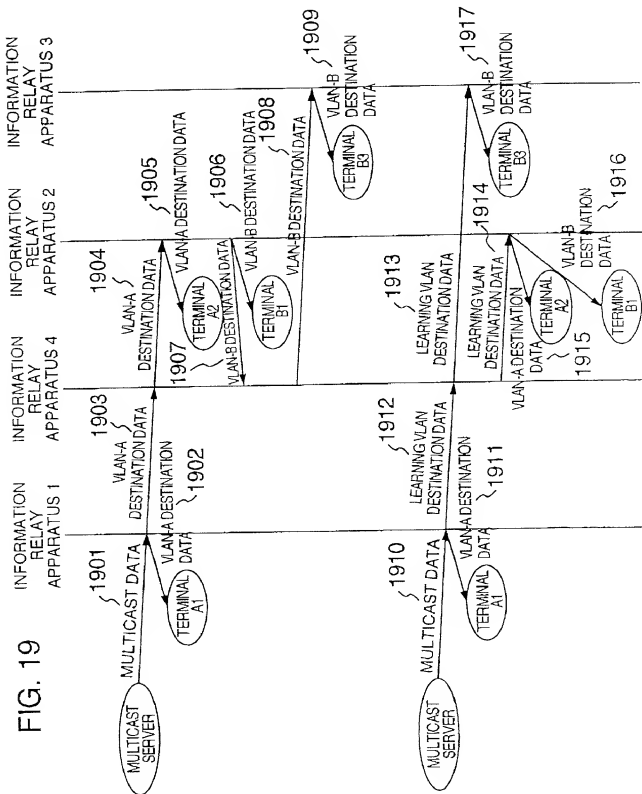 FIG. 19
INFORMATION
RELAY
APPARATUS 1
INFORMATION
RELAY
APPARATUS 4
INFORMATION
RELAY
APPARATUS 2
INFORMATION
RELAY
APPARATUS 3
MULTICAST
SERVER
MULTICAST DATA
1901
VLAN-A DESTINATION
DATA
1902
TERMINAL
A1
VLAN-A
DESTINATION DATA
1903
VLAN-A
DESTINATION DATA
1904
VLAN-A DESTINATION DATA
1905
TERMINAL
A2
VLAN-B DESTINATION DATA
1907
VLAN-B DESTINATION DATA
1906
TERMINAL
B1
VLAN-B DESTINATION DATA
1908
VLAN-B
DESTINATION
DATA
1909
TERMINAL
B3
MULTICAST
SERVER
MULTICAST DATA
1910
VLAN-A DESTINATION
DATA
1911
TERMINAL
A1
LEARNING VLAN
DESTINATION DATA
1912
LEARNING VLAN
DESTINATION DATA
1913
LEARNING VLAN
DESTINATION DATA
1914
VLAN-A DESTINATION
DATA
1915
TERMINAL
A2
VLAN-B
DESTINATION
DATA
1916
TERMINAL
B1
VLAN-B
DESTINATION
DATA
1917
TERMINAL
B3